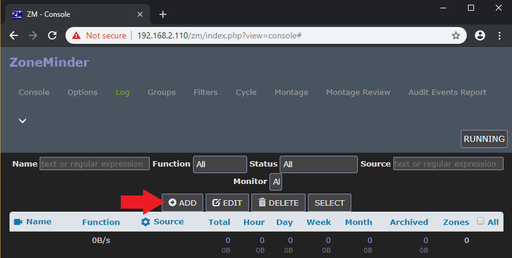 ZM - Console
Not secure 192.168.2.110/zm/index.php?view=console#
ZoneMinder
Console Options Log Groups Filters Cycle Montage Montage Review Audit Events Report
RUNNING
Name text or regular expression Function All Status All Source text or regular expression
Monitor Al
ADD EDIT DELETE SELECT
Name Function Source Total Hour Day Week Month Archived Zones All
0B/s 0 0 0 0 0 0 0
0B 0B 0B 0B 0B 0B